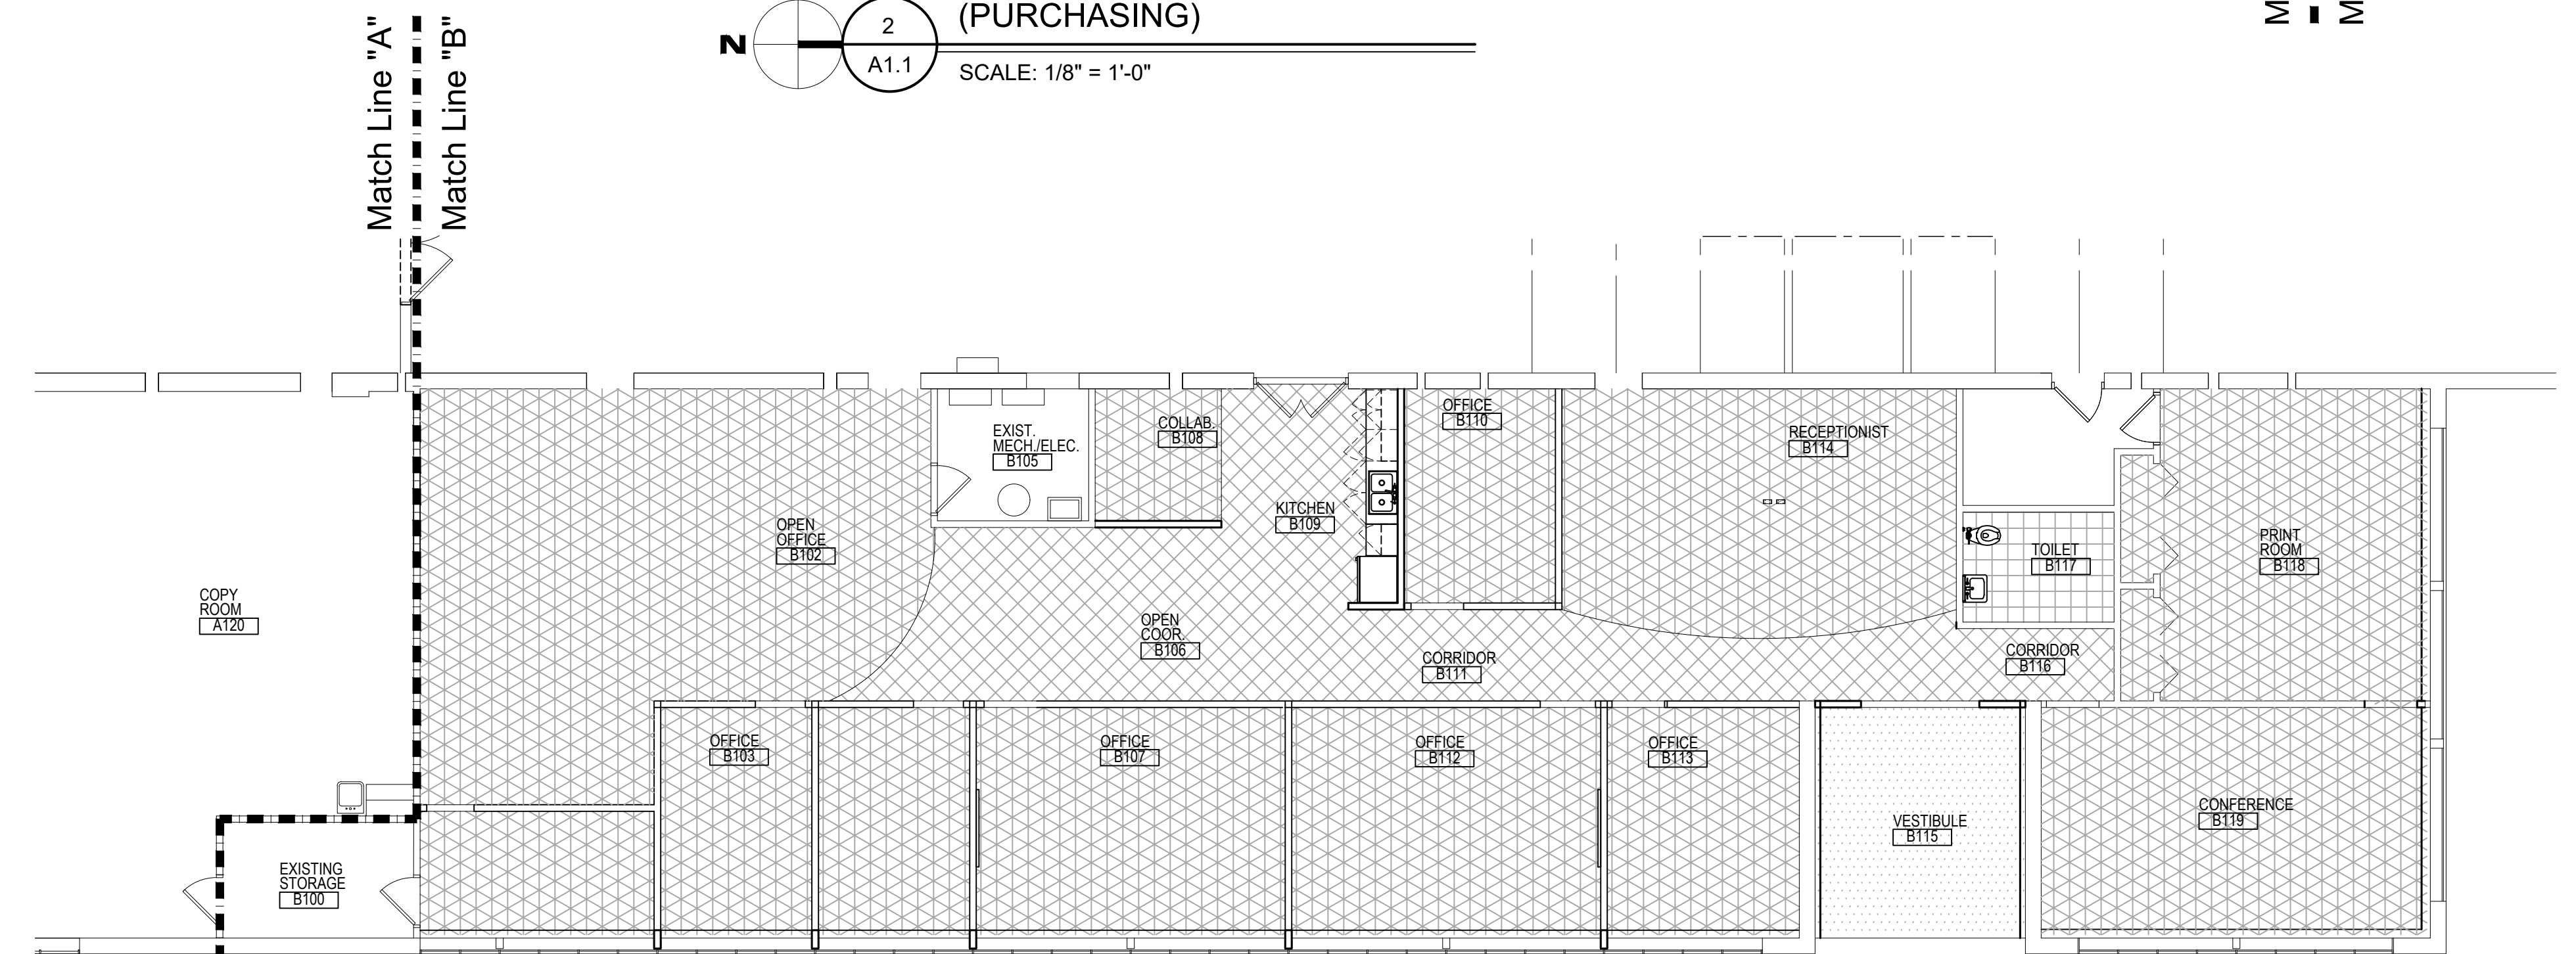 (PURCHASING)
N
2
A1.1
SCALE: 1/8" = 1'-0"
Match Line "A"
Match Line "B"
M
M
COPY
ROOM
A120
EXISTING
STORAGE
B100
OPEN
OFFICE
B102
OFFICE
B103
EXIST.
MECH./ELEC.
B105
OPEN
COOR.
B106
OFFICE
B107
COLLAB.
B108
KITCHEN
B109
OFFICE
B110
CORRIDOR
B111
OFFICE
B112
OFFICE
B113
RECEPTIONIST
B114
VESTIBULE
B115
CORRIDOR
B116
TOILET
B117
PRINT
ROOM
B118
CONFERENCE
B119